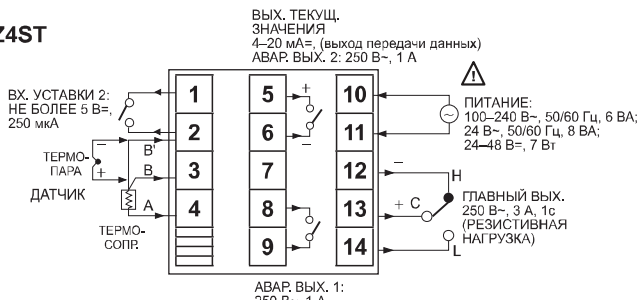 Z4ST
ВЫХ. ТЕКУЩ.
ЗНАЧЕНИЯ
4–20 мА=, (выход передачи данных)
АВАР. ВЫХ. 2: 250 В~, 1 А
ВХ. УСТАВКИ 2:
НЕ БОЛЕЕ 5 В=,
250 мкА
ТЕРМО-
ПАРА
ДАТЧИК
ТЕРМО-
СОПР.
–
+
B'
B
A
1
2
3
4
5
6
7
8
9
10
11
12
13
14
+
–
ПИТАНИЕ:
100–240 В~, 50/60 Гц, 6 ВА;
24 В~, 50/60 Гц, 8 ВА;
24–48 В=, 7 Вт
–
H
+ C
L
ГЛАВНЫЙ ВЫХ.
250 В~, 3 А, 1с
(РЕЗИСТИВНАЯ
НАГРУЗКА)
АВАР. ВЫХ. 1:
250 В~, 1 А